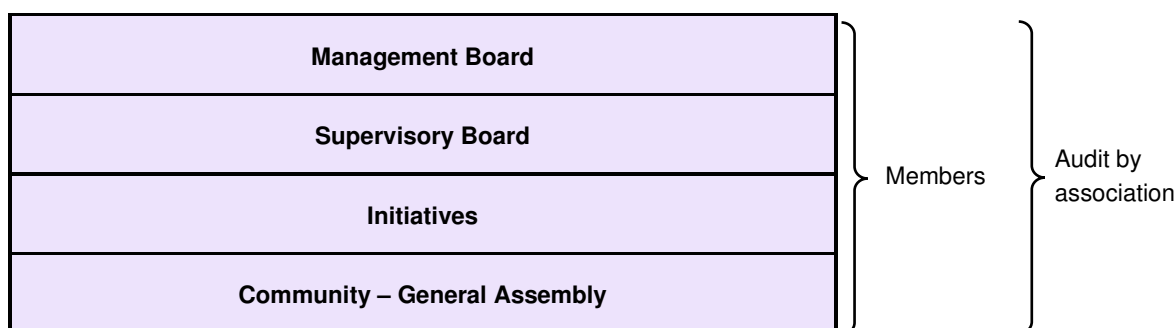 Management Board
Supervisory Board
Initiatives
Community – General Assembly
Members
Audit by
association